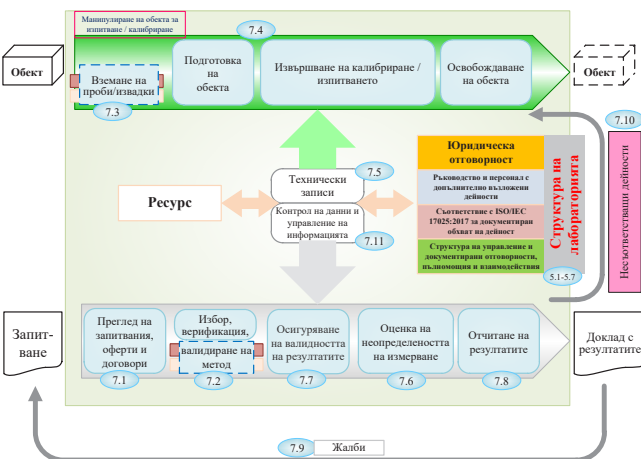 Манипулиране на обекта за
изпитване / калибриране
7.4
Обект
Вземане на
проби/извадки
7.3
Подготовка
на
обекта
Извършване на калибриране /
изпитването
Освобождаване
на обекта
Обект
7.10
Несъответстващи дейности
Ресурс
7.5
Технически
записи
Контрол на данни и
управление на
информацията
7.11
Юридическа
отговорност
Ръководство и персонал с
допълнително възложени
дейности
Съответствие с ISO/IEC
17025:2017 за документиран
обхват на дейност
Структура на управление и
документирани отговорности,
пълномощия и взаимодействия
Структура на
лабораторията
5.1-5.7
Запит-
ване
Преглед на
запитвания,
оферти и
договори
7.1
Избор,
верификация,
валидиране на
метод
7.2
Осигуряване
на валидността
на резултатите
7.7
Оценка на
неопределеността
на измерване
7.6
Отчитане на
резултатите
7.8
Доклад с
резултатите
7.9
Жалби